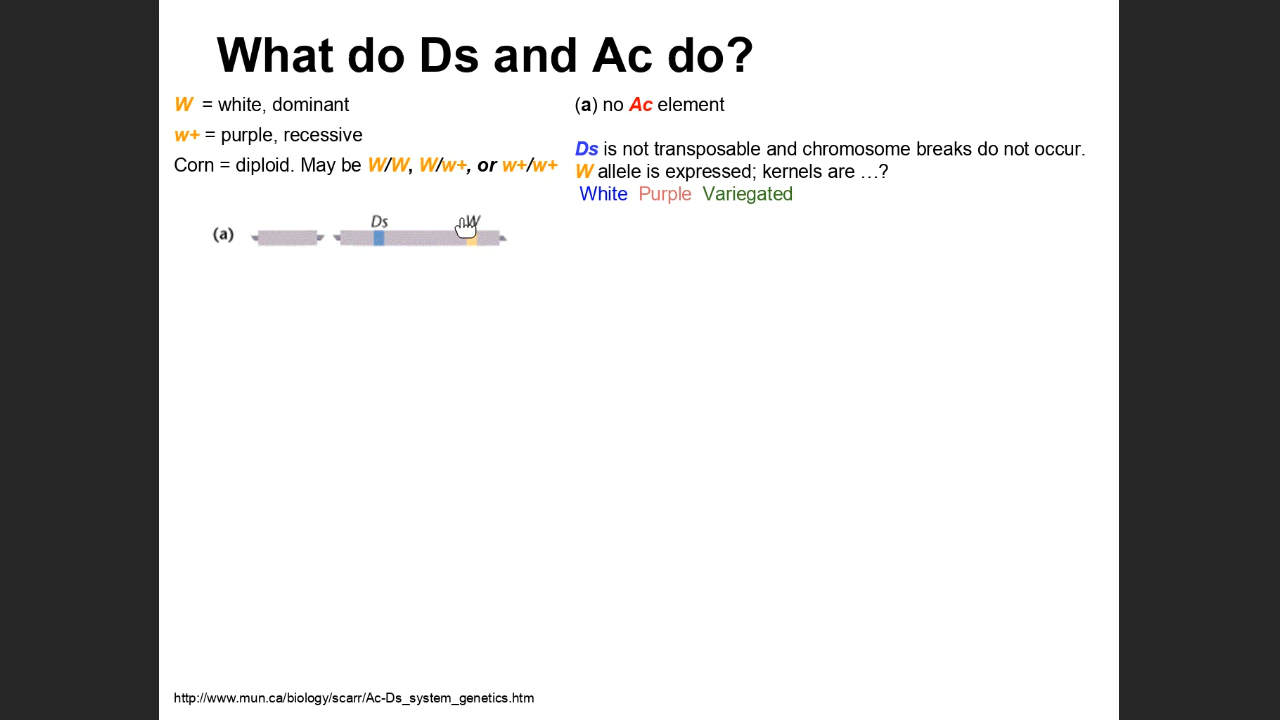 What do Ds and Ac do?
W = white, dominant
w+ = purple, recessive
Corn = diploid. May be W/W, W/w+, or w+/w+
(a) no Ac element
Ds is not transposable and chromosome breaks do not occur.
W allele is expressed; kernels are …?
White Purple Variegated
Ds W
(a)
http://www.mun.ca/biology/scarr/Ac-Ds_system_genetics.htm